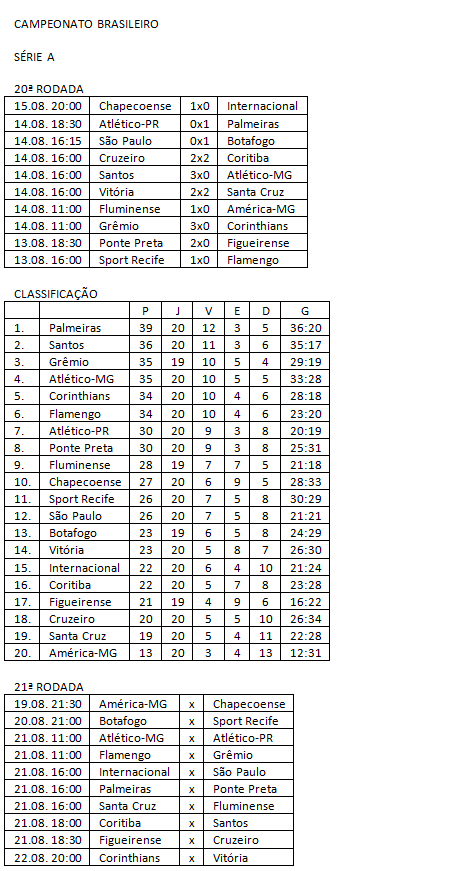 CAMPEONATO BRASILEIRO
SÉRIE A
20ª RODADA
15.08. 20:00 Chapecoense 1x0 Internacional
14.08. 18:30 Atlético-PR 0x1 Palmeiras
14.08. 16:15 São Paulo 0x1 Botafogo
14.08. 16:00 Cruzeiro 2x2 Coritiba
14.08. 16:00 Santos 3x0 Atlético-MG
14.08. 16:00 Vitória 2x2 Santa Cruz
14.08. 11:00 Fluminense 1x0 América-MG
14.08. 11:00 Grêmio 3x0 Corinthians
13.08. 18:30 Ponte Preta 2x0 Figueirense
13.08. 16:00 Sport Recife 1x0 Flamengo
CLASSIFICAÇÃO
P J V E D G
1. Palmeiras 39 20 12 3 5 36:20
2. Santos 36 20 11 3 6 35:17
3. Grêmio 35 19 10 5 4 29:19
4. Atlético-MG 35 20 10 5 5 33:28
5. Corinthians 34 20 10 4 6 28:18
6. Flamengo 34 20 10 4 6 23:20
7. Atlético-PR 30 20 9 3 8 20:19
8. Ponte Preta 30 20 9 3 8 25:31
9. Fluminense 28 19 7 7 5 21:18
10. Chapecoense 27 20 6 9 5 28:33
11. Sport Recife 26 20 7 5 8 30:29
12. São Paulo 26 20 7 5 8 21:21
13. Botafogo 23 19 6 5 8 24:29
14. Vitória 23 20 5 8 7 26:30
15. Internacional 22 20 6 4 10 21:24
16. Coritiba 22 20 5 7 8 23:28
17. Figueirense 21 19 4 9 6 16:22
18. Cruzeiro 20 20 5 5 10 26:34
19. Santa Cruz 19 20 5 4 11 22:28
20. América-MG 13 20 3 4 13 12:31
21ª RODADA
19.08. 21:30 América-MG x Chapecoense
20.08. 21:00 Botafogo x Sport Recife
21.08. 11:00 Atlético-MG x Atlético-PR
21.08. 11:00 Flamengo x Grêmio
21.08. 16:00 Internacional x São Paulo
21.08. 16:00 Palmeiras x Ponte Preta
21.08. 16:00 Santa Cruz x Fluminense
21.08. 18:00 Coritiba x Santos
21.08. 18:30 Figueirense x Cruzeiro
22.08. 20:00 Corinthians x Vitória